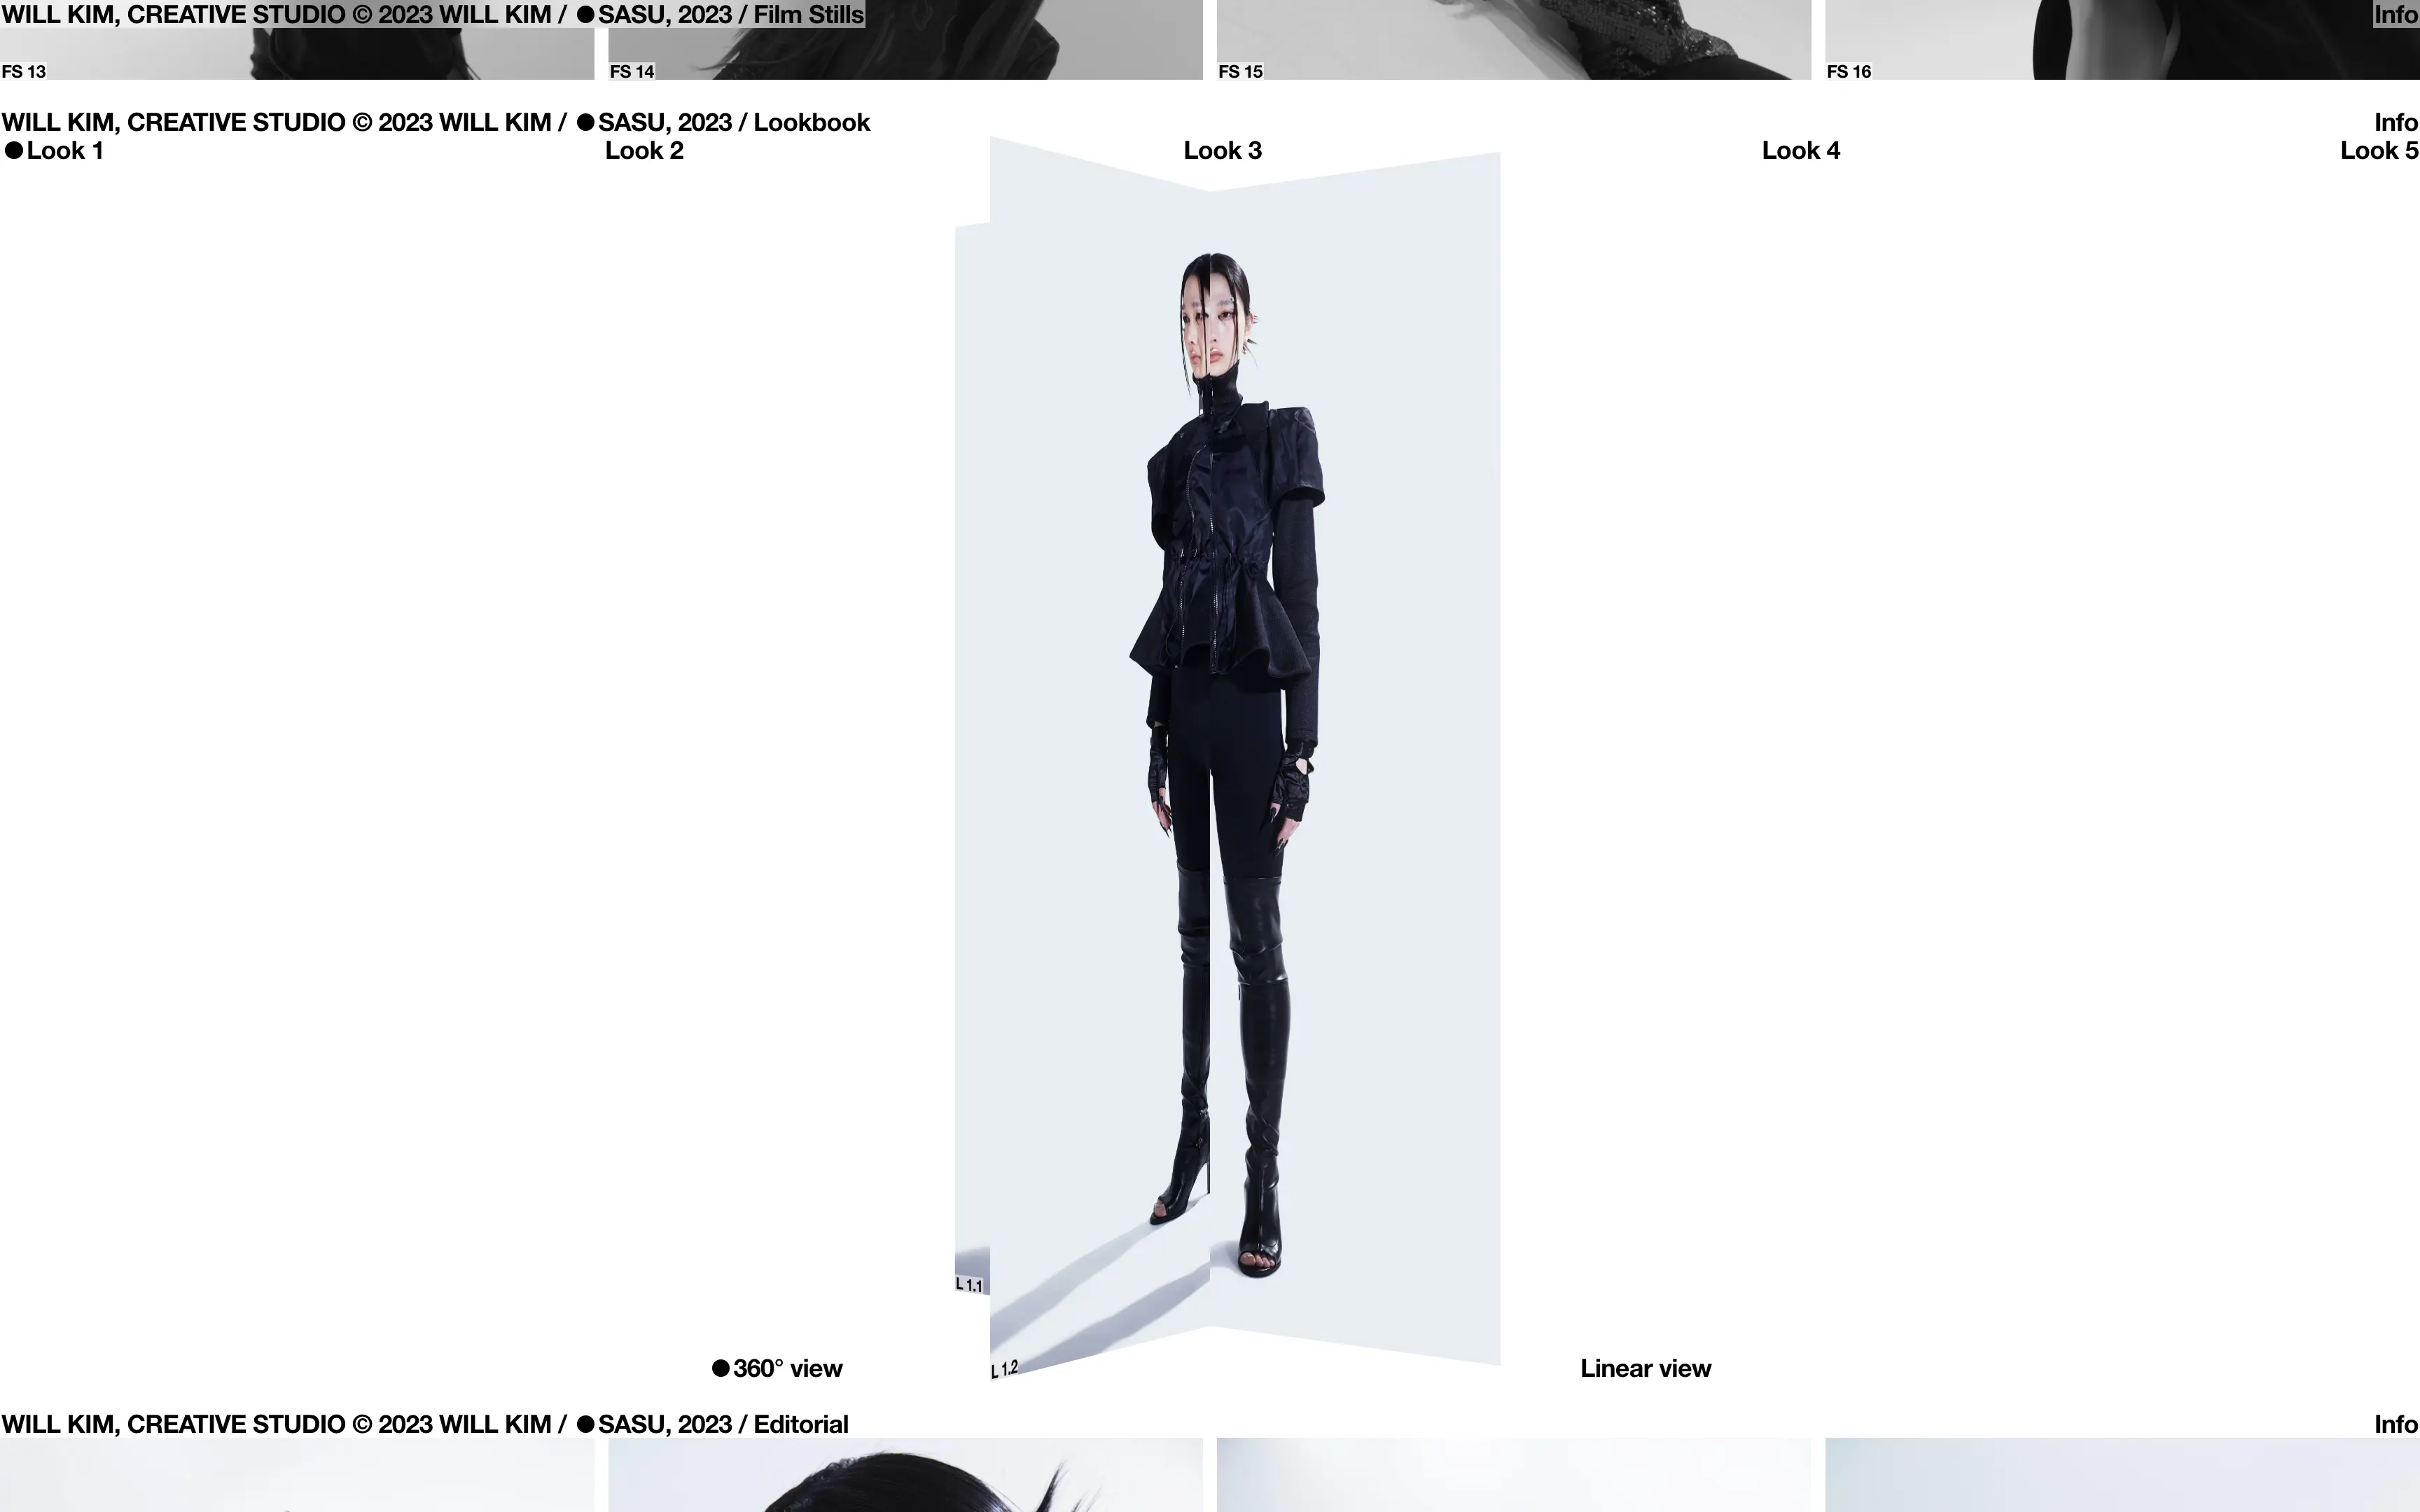 WILL KIM, CREATIVE STUDIO © 2023 WILL KIM / ●SASU, 2023 / Film Stills
Info
FS 13
FS 14
FS 15
FS 16
WILL KIM, CREATIVE STUDIO © 2023 WILL KIM / ●SASU, 2023 / Lookbook
Info
●Look 1
Look 2
Look 3
Look 4
Look 5
L 1.1
L 1.2
●360° view
Linear view
WILL KIM, CREATIVE STUDIO © 2023 WILL KIM / ●SASU, 2023 / Editorial
Info